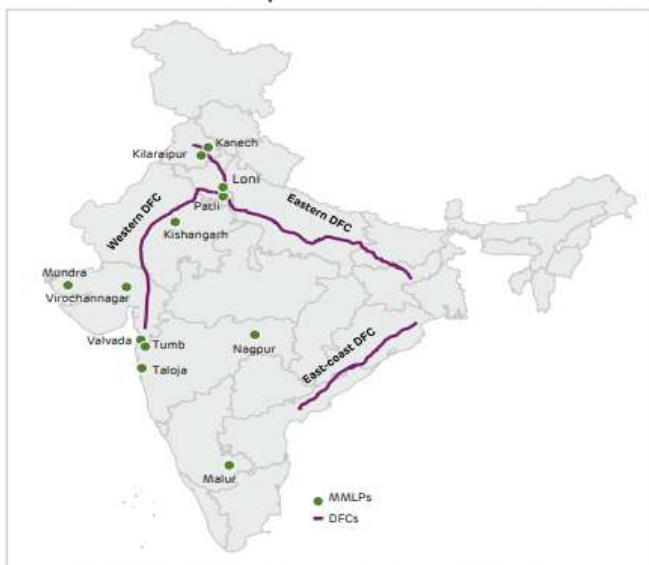 Kanech
Kilaraipur
Loni
Patli
Eastern DFC
Western DFC
Kishangarh
Mundra
Virochannagar
Valvada
Tumb
Nagpur
East-coast DFC
Taloja
Malur
MMLPs
DFCs